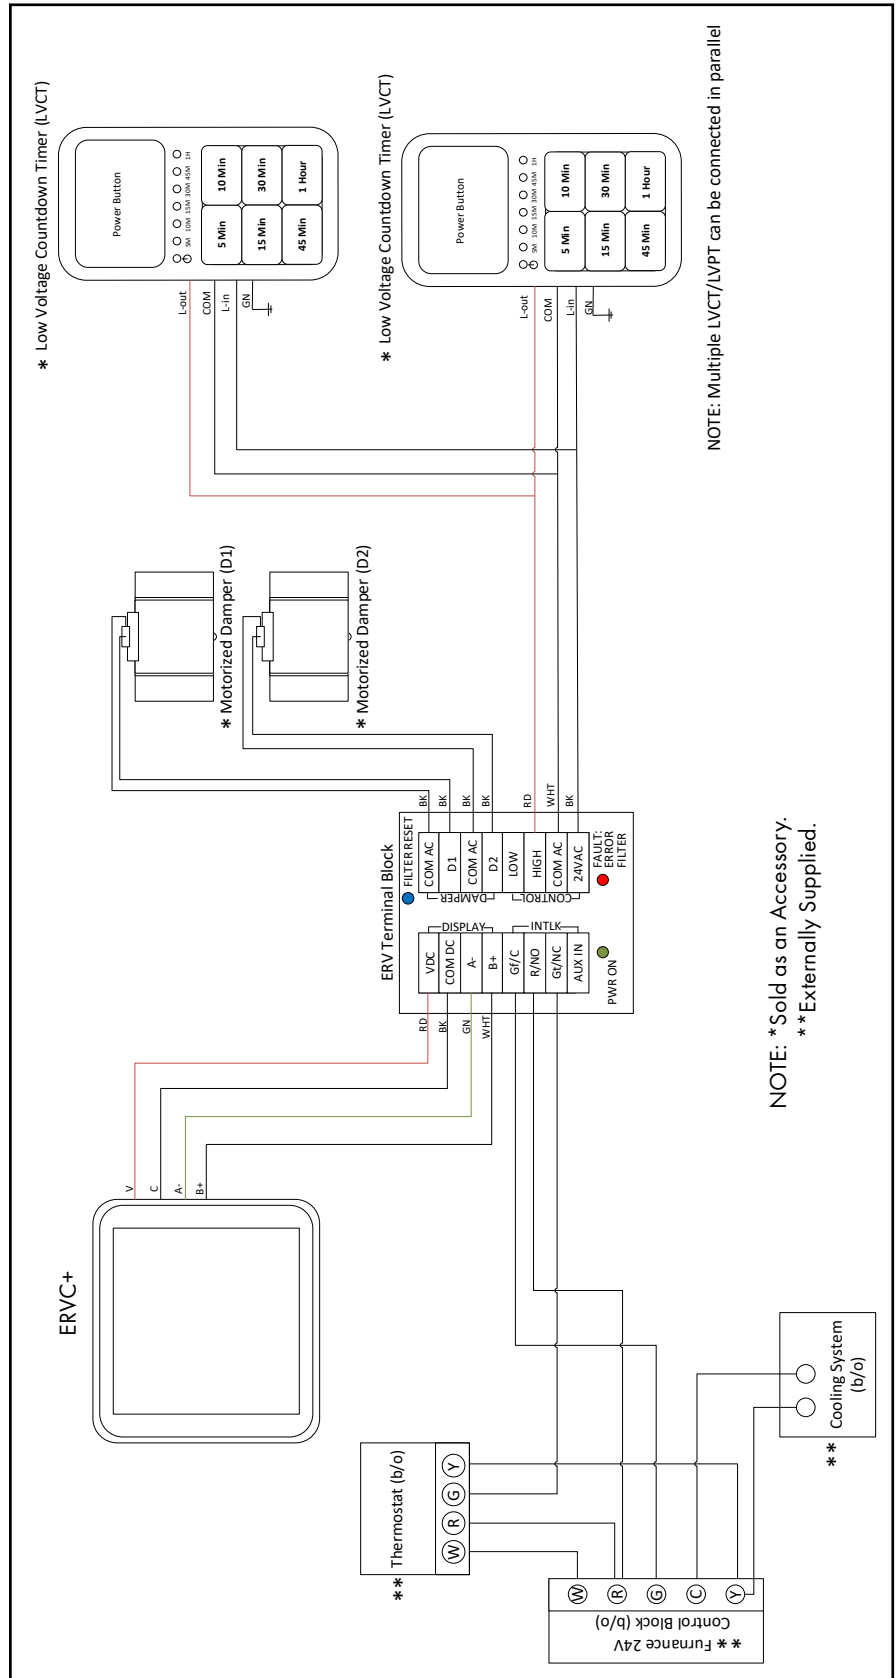 * Low Voltage Countdown Timer (LVCT)
Power Button
5M 10M 15M 30M 45M 1H
5 Min
10 Min
15 Min
30 Min
45 Min
1 Hour
L-out
COM
L-in
GN
* Low Voltage Countdown Timer (LVCT)
Power Button
5M 10M 15M 30M 45M 1H
5 Min
10 Min
15 Min
30 Min
45 Min
1 Hour
L-out
COM
L-in
GN
NOTE: Multiple LVCT/LVPT can be connected in parallel
* Motorized Damper (D1)
* Motorized Damper (D2)
ERV Terminal Block
FILTER RESET
BK
BK
BK
BK
RD
WHT
BK
COM AC
D1
COM AC
D2
LOW
HIGH
COM AC
24VAC
DAMPER
CONTROL
FAULT:
ERROR
FILTER
DISPLAY
INTLK
VDC
COM DC
A-
B+
Gf/C
R/NO
Gt/NC
AUX IN
PWR ON
RD
BK
GN
WHT
ERVC+
V
C
A-
B+
** Thermostat (b/o)
W R G Y
W
R
G
C
Y
** Furnance 24V
Control Block (b/o)
** Cooling System
(b/o)
NOTE: *Sold as an Accessory.
**Externally Supplied.